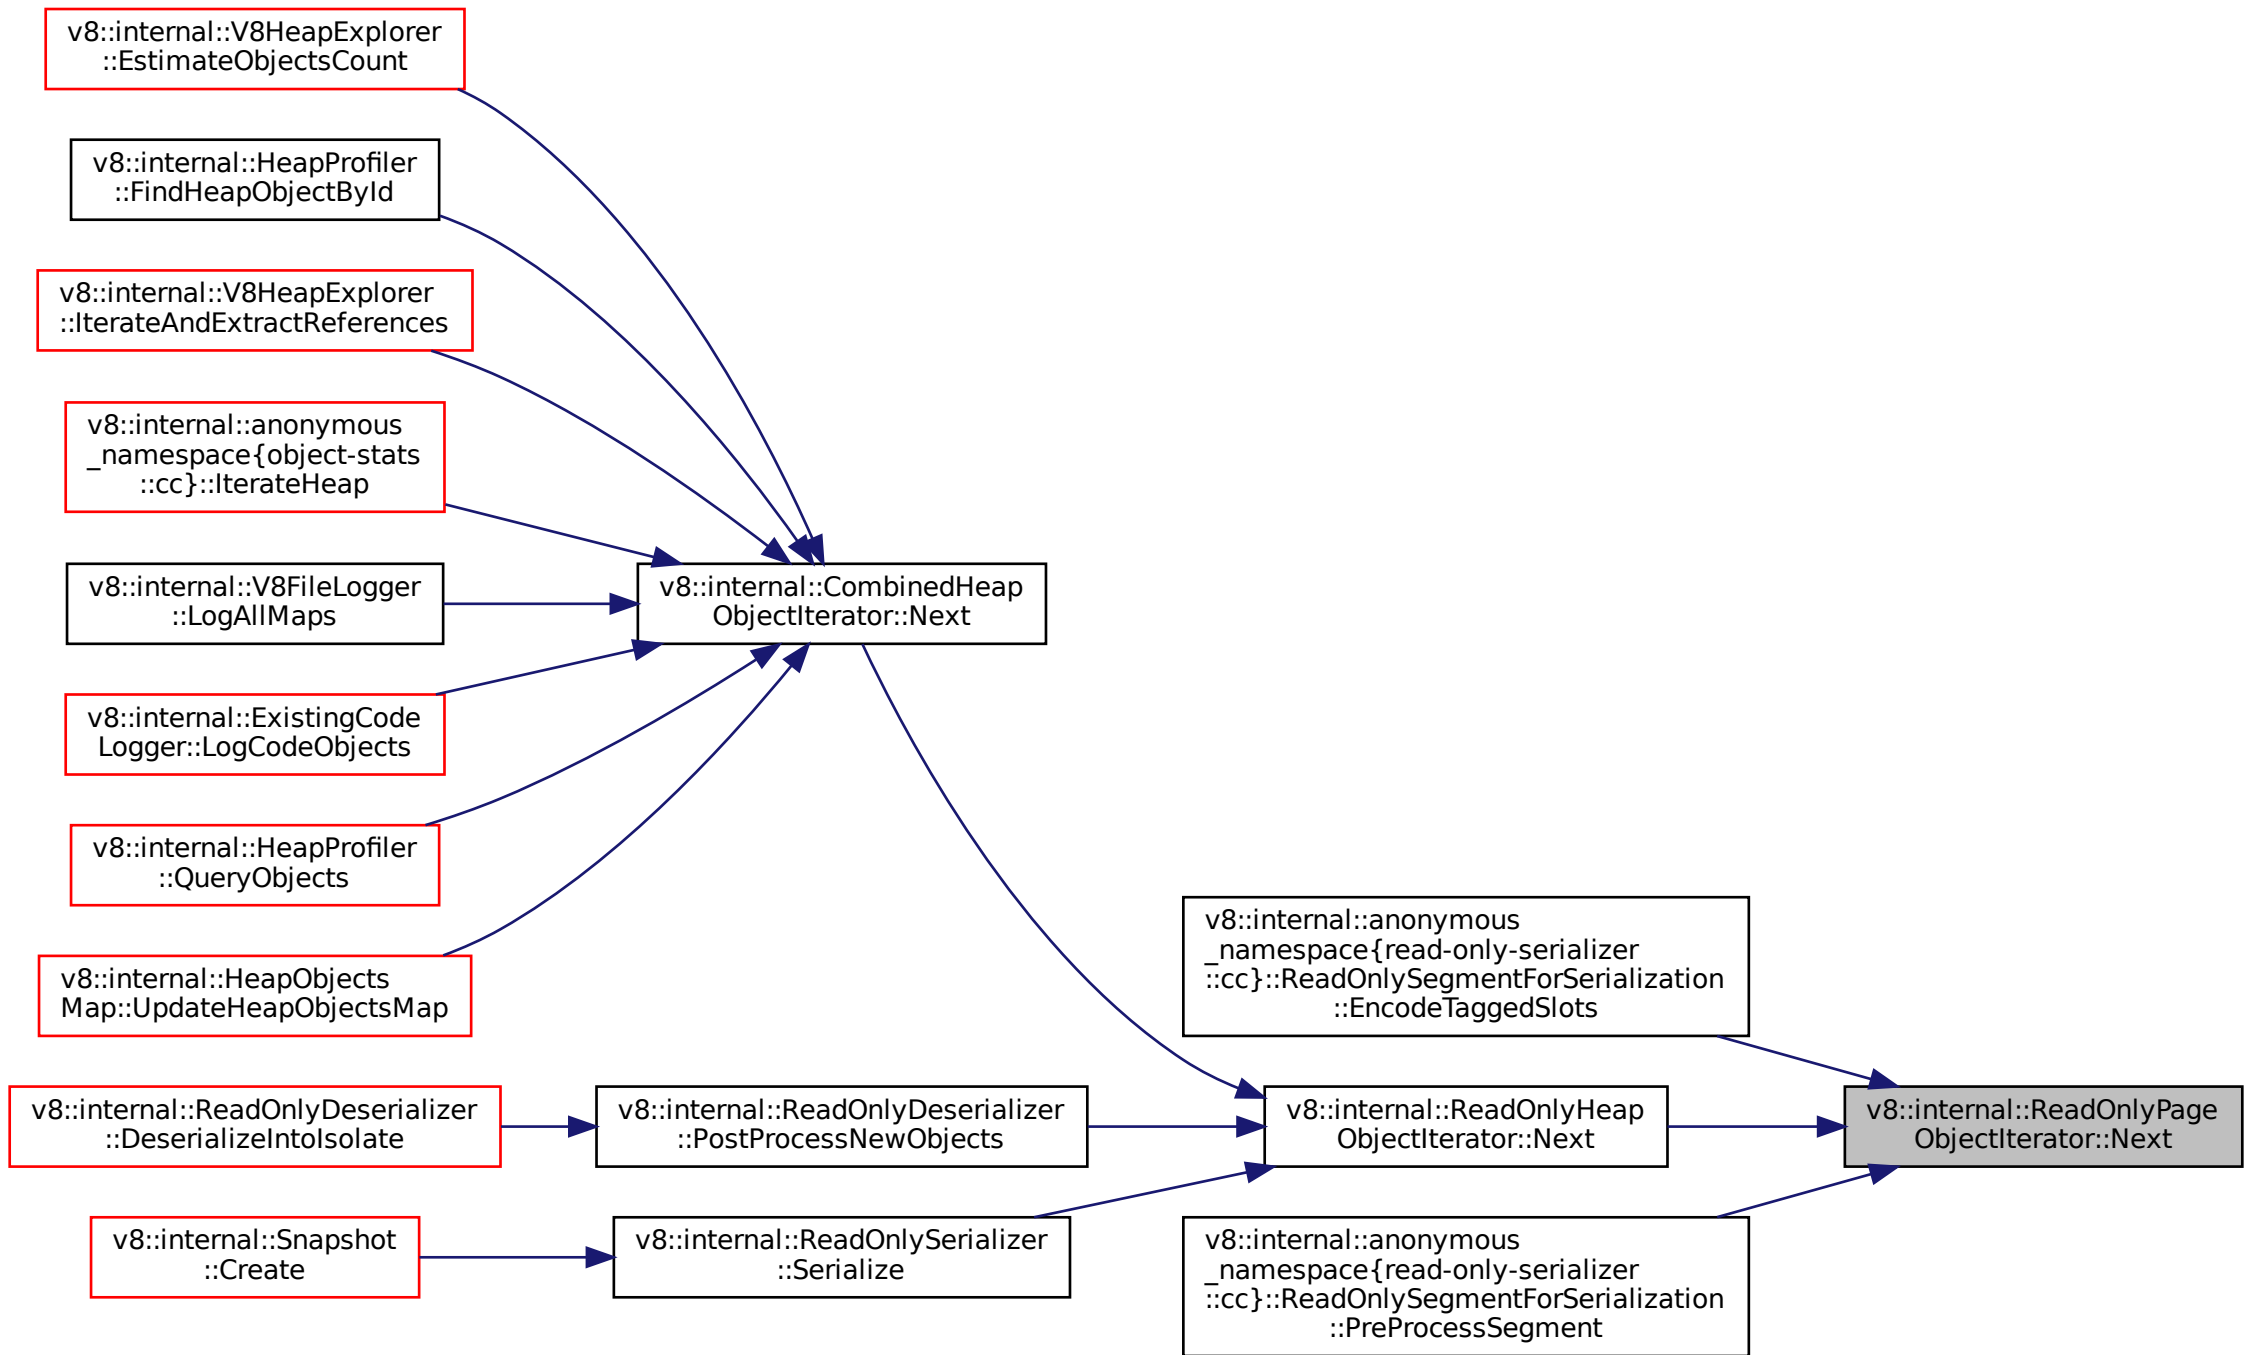 v8::internal::V8HeapExplorer
::EstimateObjectsCount
v8::internal::HeapProfiler
::FindHeapObjectById
v8::internal::V8HeapExplorer
::IterateAndExtractReferences
v8::internal::anonymous
_namespace{object-stats
::cc}::IterateHeap
v8::internal::V8FileLogger
::LogAllMaps
v8::internal::CombinedHeap
ObjectIterator::Next
v8::internal::ExistingCode
Logger::LogCodeObjects
v8::internal::HeapProfiler
::QueryObjects
v8::internal::HeapObjects
Map::UpdateHeapObjectsMap
v8::internal::anonymous
_namespace{read-only-serializer
::cc}::ReadOnlySegmentForSerialization
::EncodeTaggedSlots
v8::internal::ReadOnlyDeserializer
::DeserializeIntoIsolate
v8::internal::ReadOnlyDeserializer
::PostProcessNewObjects
v8::internal::ReadOnlyHeap
ObjectIterator::Next
v8::internal::ReadOnlyPage
ObjectIterator::Next
v8::internal::Snapshot
::Create
v8::internal::ReadOnlySerializer
::Serialize
v8::internal::anonymous
_namespace{read-only-serializer
::cc}::ReadOnlySegmentForSerialization
::PreProcessSegment